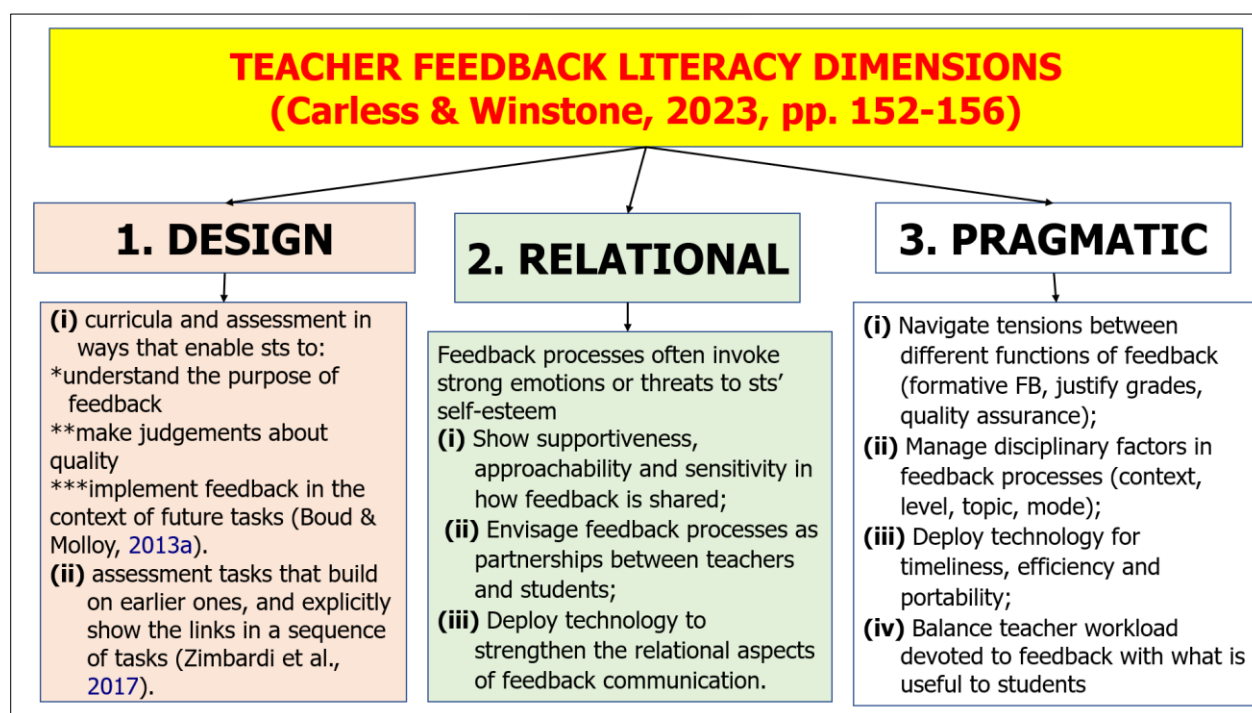 TEACHER FEEDBACK LITERACY DIMENSIONS
(Carless & Winstone, 2023, pp. 152-156)
1. DESIGN
(i) curricula and assessment in
ways that enable sts to:
*understand the purpose of
feedback
**make judgements about
quality
***implement feedback in the
context of future tasks (Boud &
Molloy, 2013a).
(ii) assessment tasks that build
on earlier ones, and explicitly
show the links in a sequence
of tasks (Zimbardi et al.,
2017).
2. RELATIONAL
Feedback processes often invoke
strong emotions or threats to sts'
self-esteem
(i) Show supportiveness,
approachability and sensitivity in
how feedback is shared;
(ii) Envisage feedback processes as
partnerships between teachers
and students;
(iii) Deploy technology to
strengthen the relational aspects
of feedback communication.
3. PRAGMATIC
(i) Navigate tensions between
different functions of feedback
(formative FB, justify grades,
quality assurance);
(ii) Manage disciplinary factors in
feedback processes (context,
level, topic, mode);
(iii) Deploy technology for
timeliness, efficiency and
portability;
(iv) Balance teacher workload
devoted to feedback with what is
useful to students